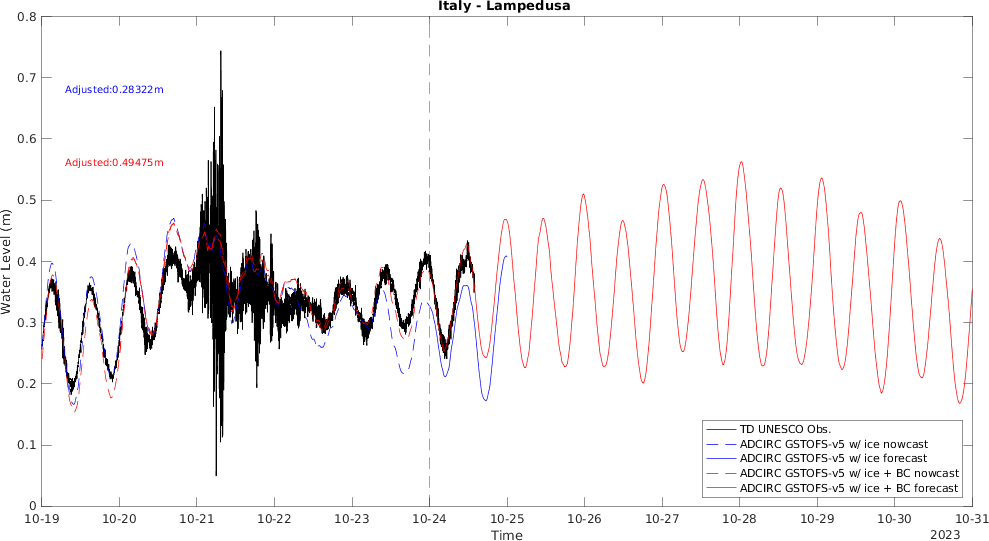 Italy - Lampedusa
0.8
0.7
0.6
0.5
0.4
0.3
0.2
0.1
0
Water Level (m)
Adjusted:0.28322m
Adjusted:0.49475m
TD UNESCO Obs.
ADCIRC GSTOFS-v5 w/ ice nowcast
ADCIRC GSTOFS-v5 w/ ice forecast
ADCIRC GSTOFS-v5 w/ ice + BC nowcast
ADCIRC GSTOFS-v5 w/ ice + BC forecast
10-19 10-20 10-21 10-22 10-23 10-24 10-25 10-26 10-27 10-28 10-29 10-30 10-31
Time
2023